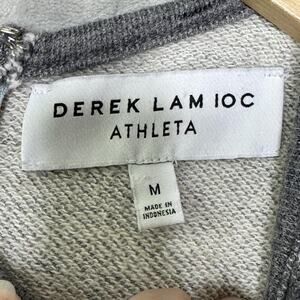 DEREK LAM 10C
ATHLETA
M
MADE IN
INDONESIA